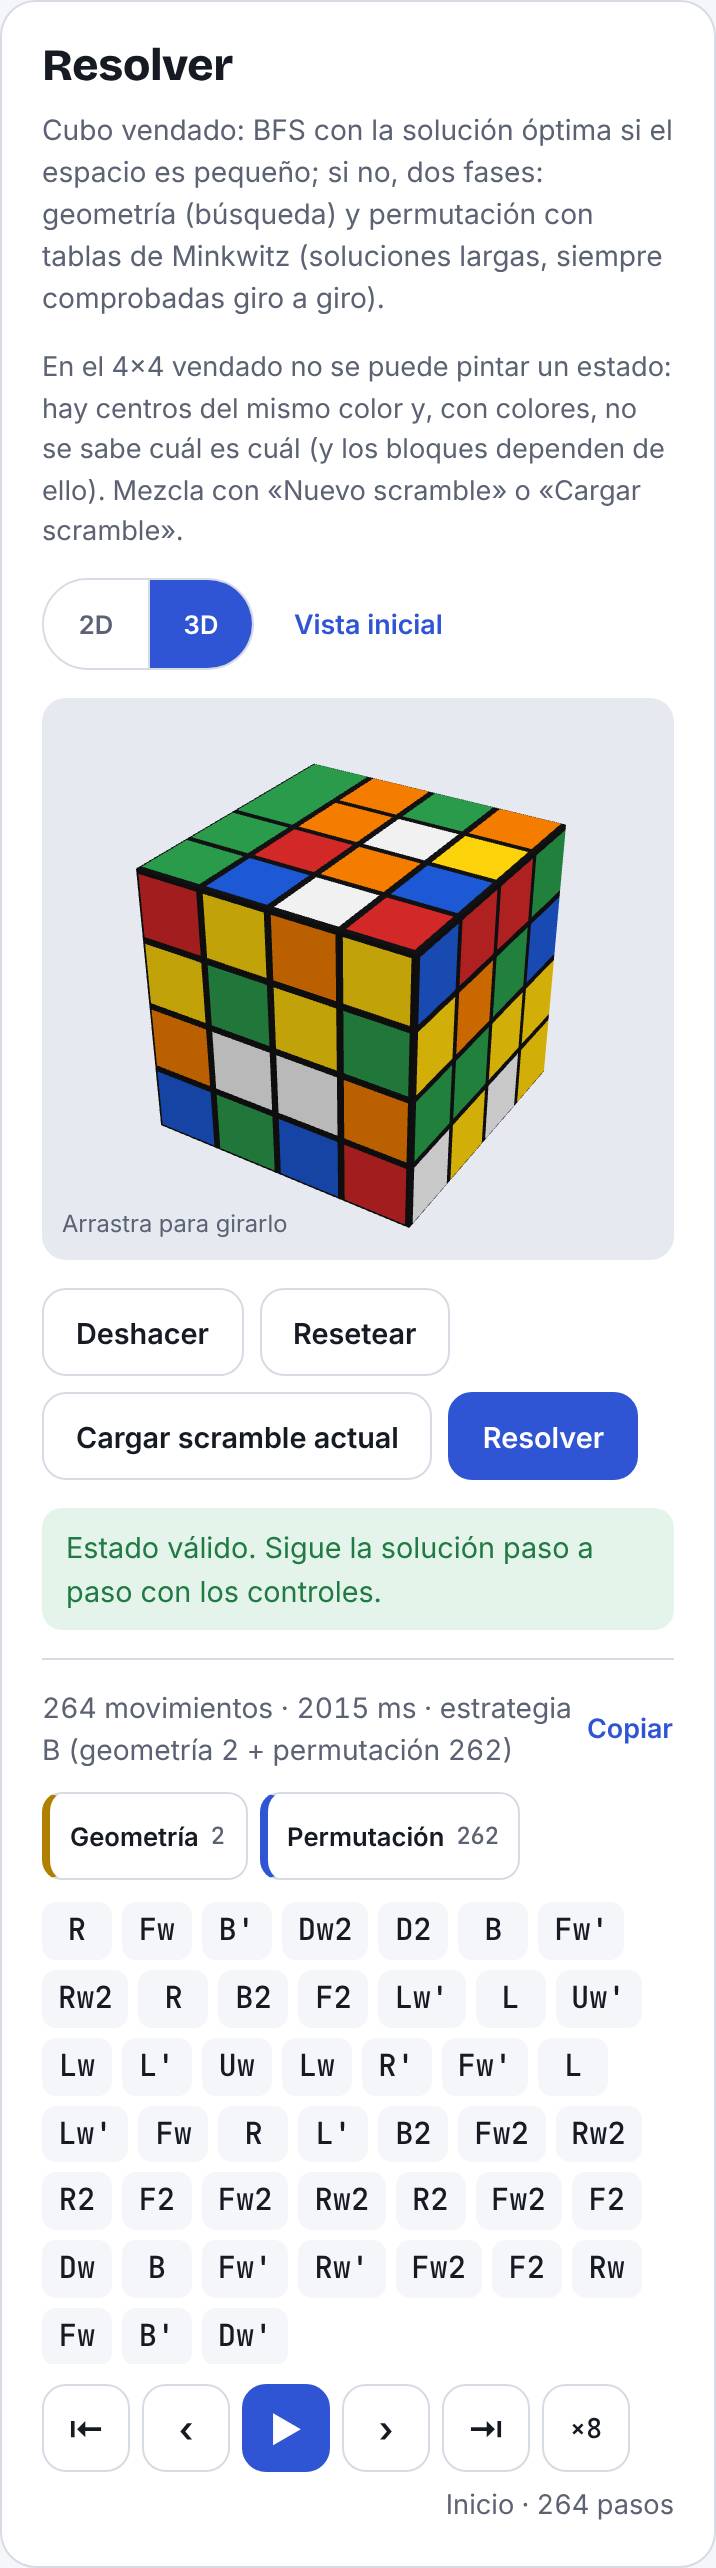 Resolver
Cubo vendado: BFS con la solución óptima si el
espacio es pequeño; si no, dos fases:
geometría (búsqueda) y permutación con
tablas de Minkwitz (soluciones largas, siempre
comprobadas giro a giro).
En el 4×4 vendado no se puede pintar un estado:
hay centros del mismo color y, con colores, no
se sabe cuál es cuál (y los bloques dependen de
ello). Mezcla con «Nuevo scramble» o «Cargar
scramble».
2D 3D Vista inicial
Arrastra para girarlo
Deshacer Resetear
Cargar scramble actual Resolver
Estado válido. Sigue la solución paso a
paso con los controles.
264 movimientos · 2015 ms · estrategia
B (geometría 2 + permutación 262)
Copiar
Geometría 2 Permutación 262
R Fw B' Dw2 D2 B Fw'
Rw2 R B2 F2 Lw' L Uw'
Lw L' Uw Lw R' Fw' L
Lw' Fw R L' B2 Fw2 Rw2
R2 F2 Fw2 Rw2 R2 Fw2 F2
Dw B Fw' Rw' Fw2 F2 Rw
Fw B' Dw'
×8
Inicio · 264 pasos